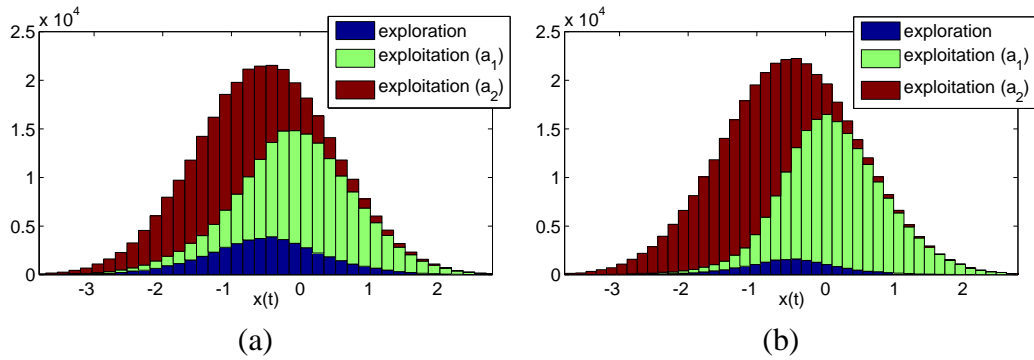 x 10^4
2.5
2
1.5
1
0.5
0
-3 -2 -1 0 1 2
x(t)
exploration
exploitation (a_1)
exploitation (a_2)
(a)
x 10^4
2.5
2
1.5
1
0.5
0
-3 -2 -1 0 1 2
x(t)
exploration
exploitation (a_1)
exploitation (a_2)
(b)